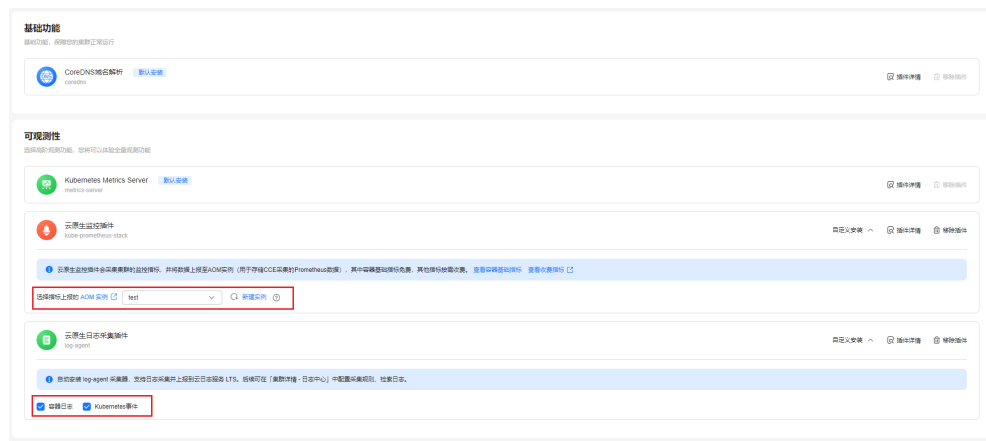 基础功能
基础功能，保障您的集群正常运行
DNS
CoreDNS域名解析 默认安装
coredns
插件详情 移除插件
可观测性
选择高阶观测功能，您将可以体验全量观测功能
Kubernetes Metrics Server 默认安装
metrics-server
插件详情 移除插件
云原生监控插件
kube-prometheus-stack
自定义安装 插件详情 移除插件
云原生监控插件会采集集群的监控指标，并将数据上报至AOM实例（用于存储CCE采集的Prometheus数据），其中容器基础指标免费，其他指标按需收费。 查看容器基础指标 查看收费指标
选择指标上报的 AOM 实例 test 新建实例
云原生日志采集插件
log-agent
自定义安装 插件详情 移除插件
自动安装 log-agent 采集器，支持日志采集并上报到云日志服务 LTS。后续可在「集群详情 - 日志中心」中配置采集规则、检索日志。
容器日志 Kubernetes事件